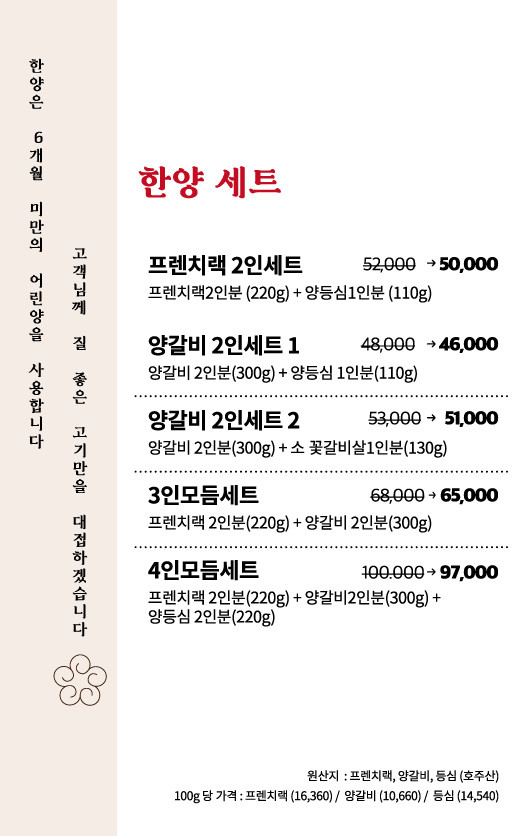 한양은 6개월 미만의 어린양을 사용합니다
고객님께 질 좋은 고기만을 대접하겠습니다
한양 세트
프렌치랙 2인세트 52,000 → 50,000
프렌치랙2인분 (220g) + 양등심1인분 (110g)
양갈비 2인세트 1 48,000 → 46,000
양갈비 2인분(300g) + 양등심 1인분(110g)
양갈비 2인세트 2 53,000 → 51,000
양갈비 2인분(300g) + 소 꽃갈비살1인분(130g)
3인모듬세트 68,000 → 65,000
프렌치랙 2인분(220g) + 양갈비 2인분(300g)
4인모듬세트 100.000 → 97,000
프렌치랙 2인분(220g) + 양갈비2인분(300g) +
양등심 2인분(220g)
원산지 : 프렌치랙, 양갈비, 등심 (호주산)
100g 당 가격 : 프렌치랙 (16,360) / 양갈비 (10,660) / 등심 (14,540)